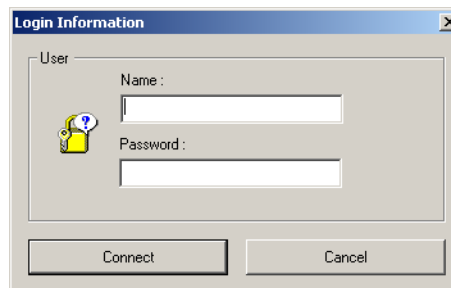 Login Information
User
Name :
?
Password :
Connect
Cancel